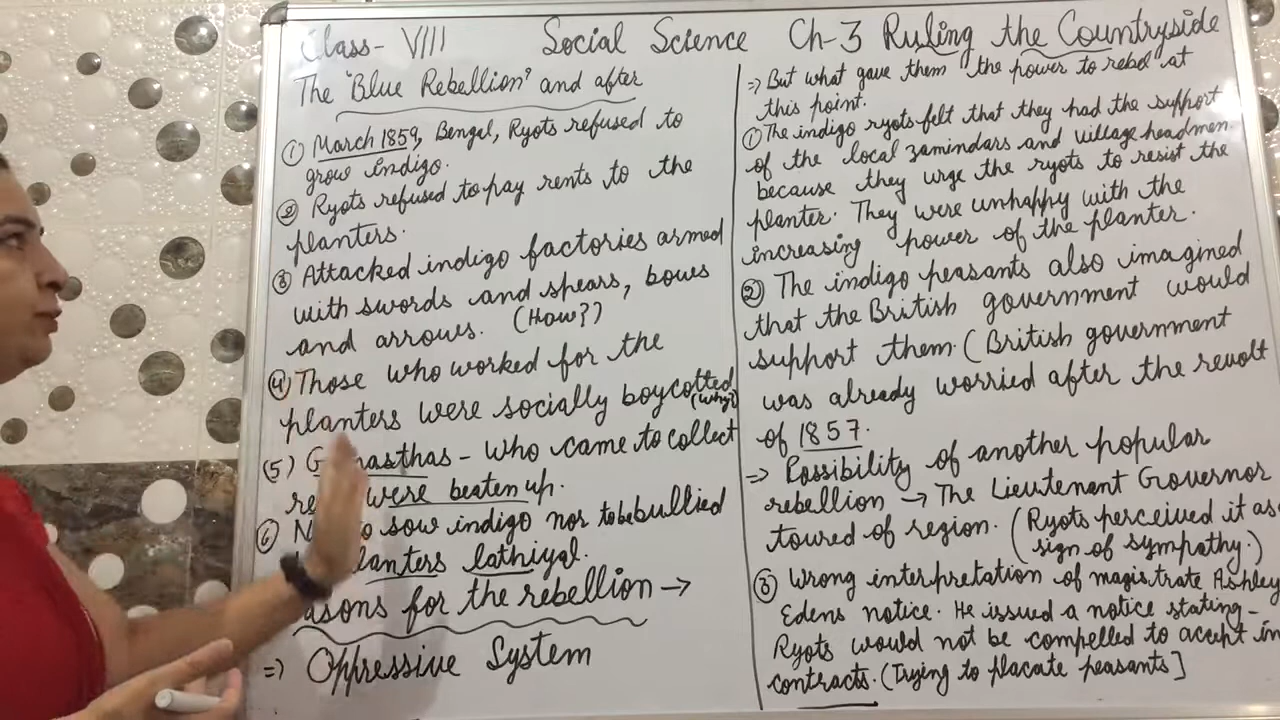 Class- VIII Social Science Ch-3 Ruling the Countryside
The "Blue Rebellion" and after
① March 1859, Bengal, Ryots refused to
grow indigo.
② Ryots refused to pay rents to the
planters.
③ Attacked indigo factories armed
with swords and spears, bows
and arrows. (How?)
④ Those who worked for the
planters were socially boycotted
(why?)
(5) Gomasthas - Who came to collect
were beaten up.
⑥ to sow indigo nor to be bullied
planters lathiyal.
for the rebellion →
⇒ Oppressive System
⇒ But what gave them the power to rebel at
this point.
① The indigo ryots felt that they had the support
of the local zamindars and village headmen
because they urge the ryots to resist the
planter. They were unhappy with the
increasing power of the planter.
② The indigo peasants also imagined
that the British government would
support them. (British government
was already worried after the revolt
of 1857.
⇒ Possibility of another popular
rebellion → The Lieutenant Governor
toured of region. (Ryots perceived it as
sign of sympathy.)
③ Wrong interpretation of magistrate Ashley
Edens notice. He issued a notice stating-
Ryots would not be compelled to accept in
contracts. (Trying to placate peasants]